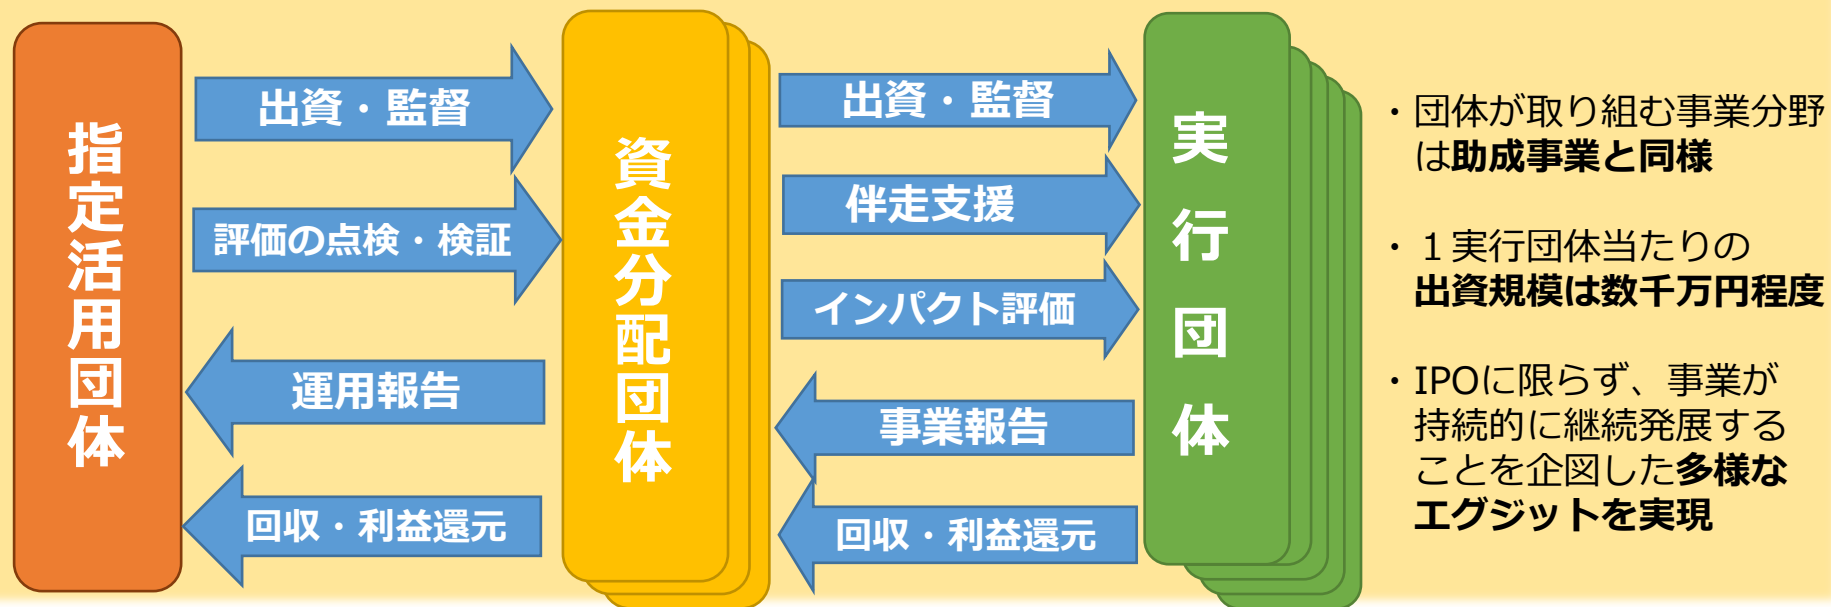 指定活用団体
出資・監督
評価の点検・検証
運用報告
回収・利益還元
資金分配団体
出資・監督
伴走支援
インパクト評価
事業報告
回収・利益還元
実行団体
・団体が取り組む事業分野
は助成事業と同様
・１実行団体当たりの
出資規模は数千万円程度
・IPOに限らず、事業が
持続的に継続発展する
ことを企図した多様な
エグジットを実現